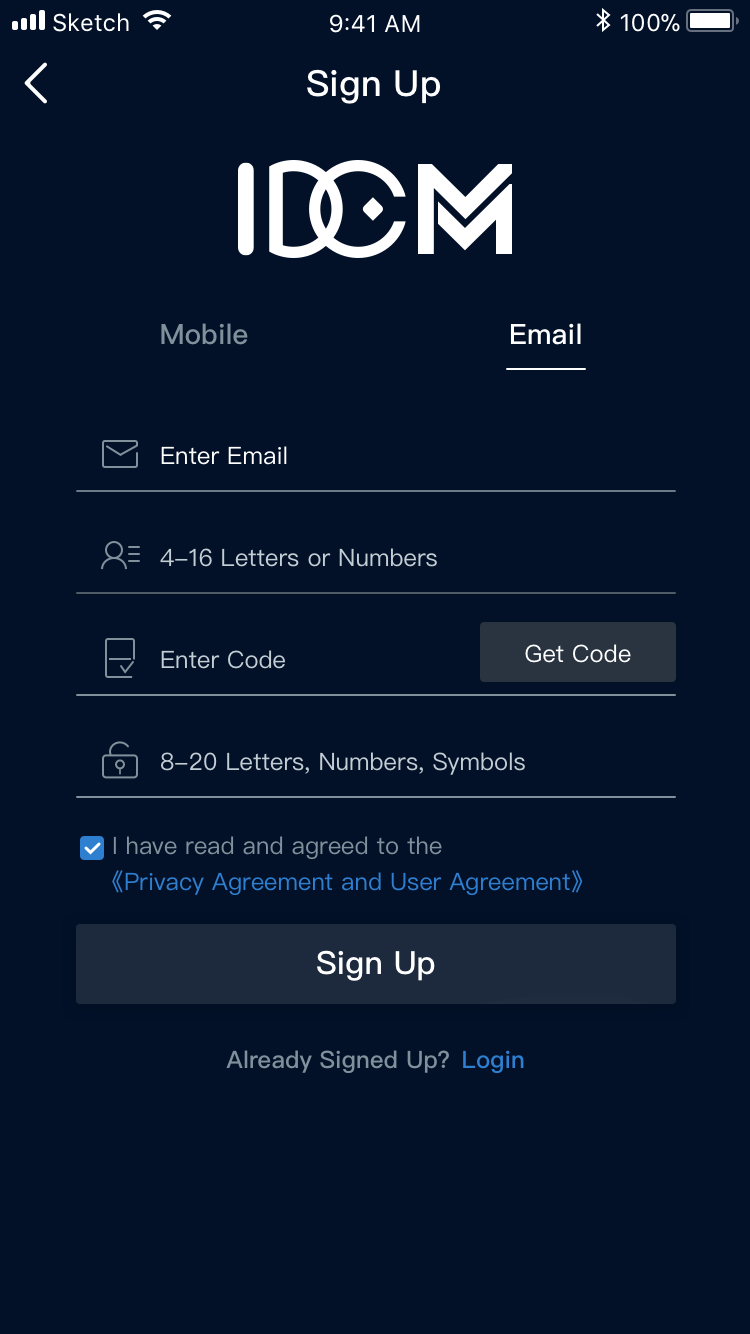 Sketch 9:41 AM 100%
Sign Up
IDCM
Mobile Email
Enter Email
4–16 Letters or Numbers
Enter Code Get Code
8–20 Letters, Numbers, Symbols
I have read and agreed to the
《Privacy Agreement and User Agreement》
Sign Up
Already Signed Up? Login